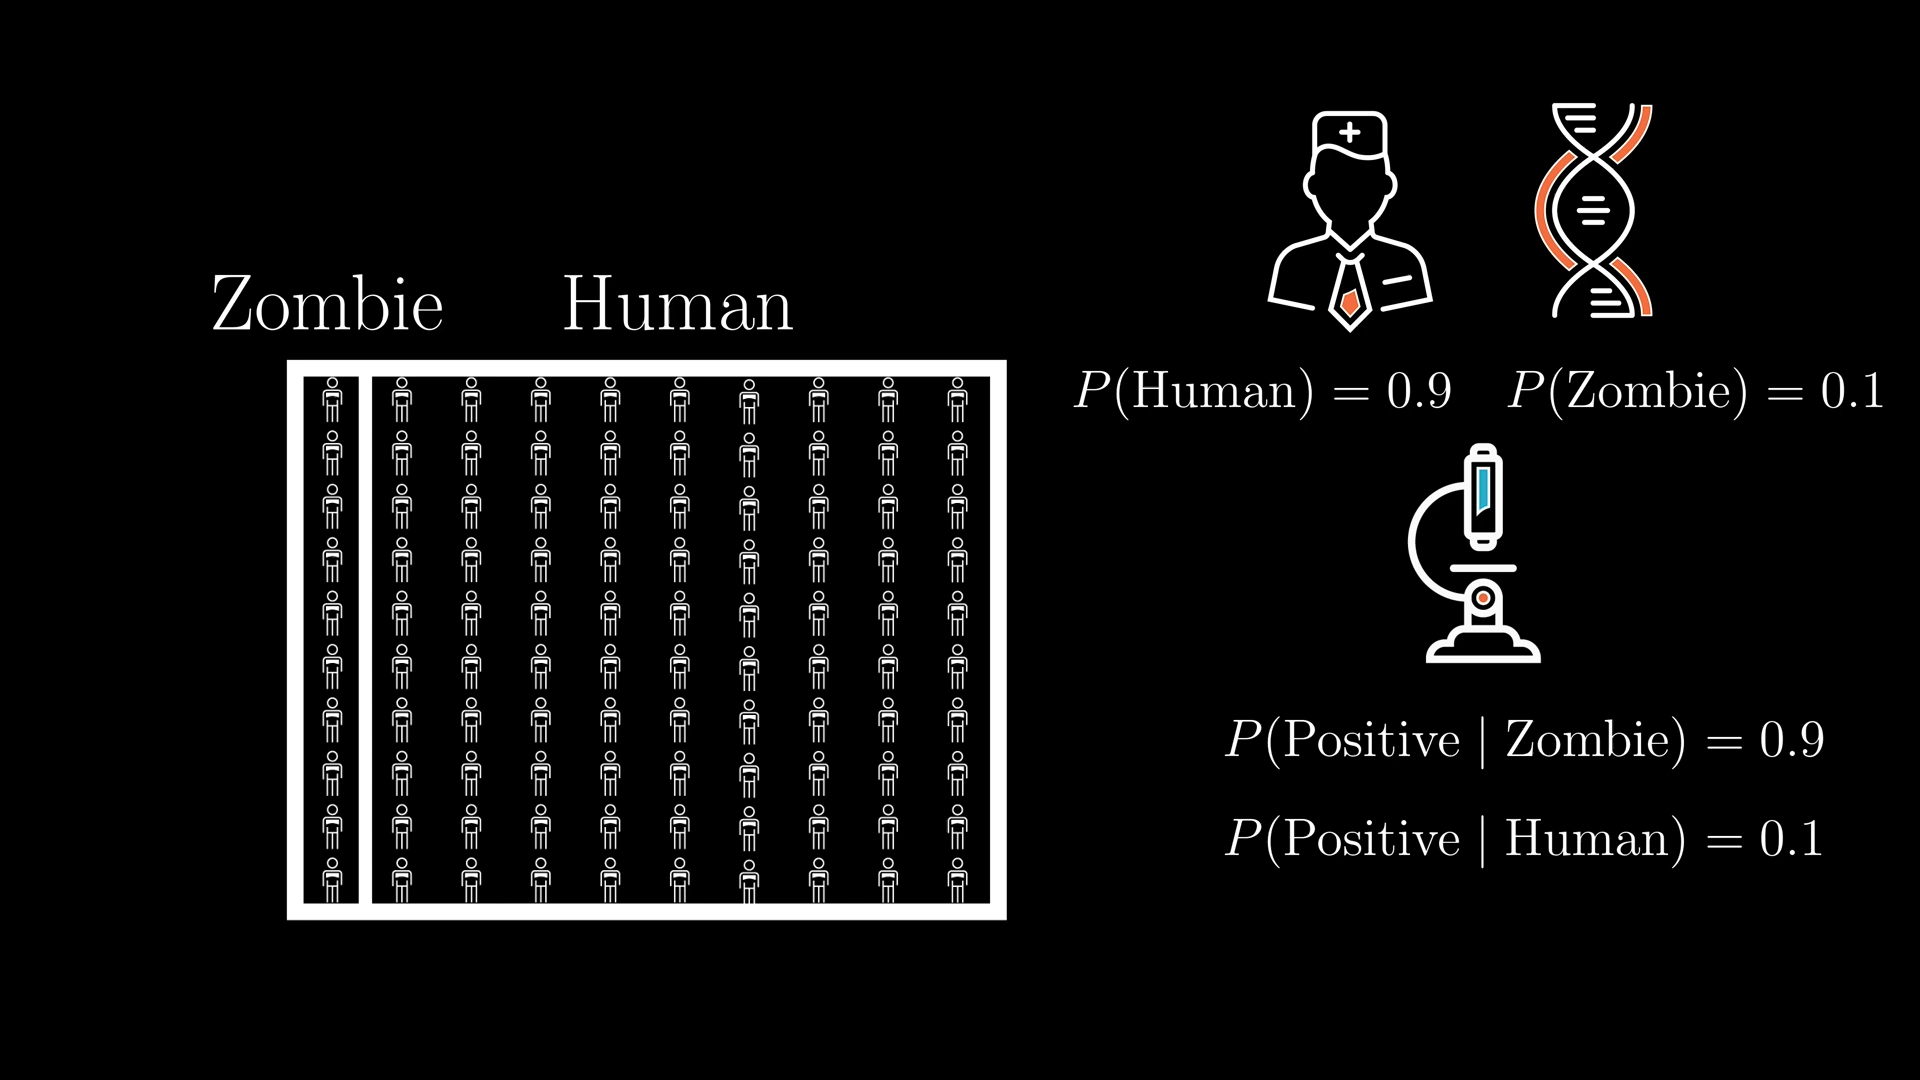 Zombie Human
P(Human) = 0.9 P(Zombie) = 0.1
P(Positive | Zombie) = 0.9
P(Positive | Human) = 0.1